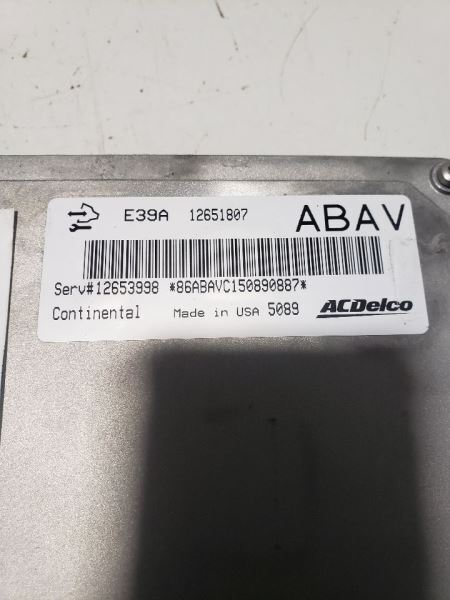 E39A 12651807 ABAV
Serv#12653998 *86ABAVC150890887*
Continental Made in USA 5089 ACDelco